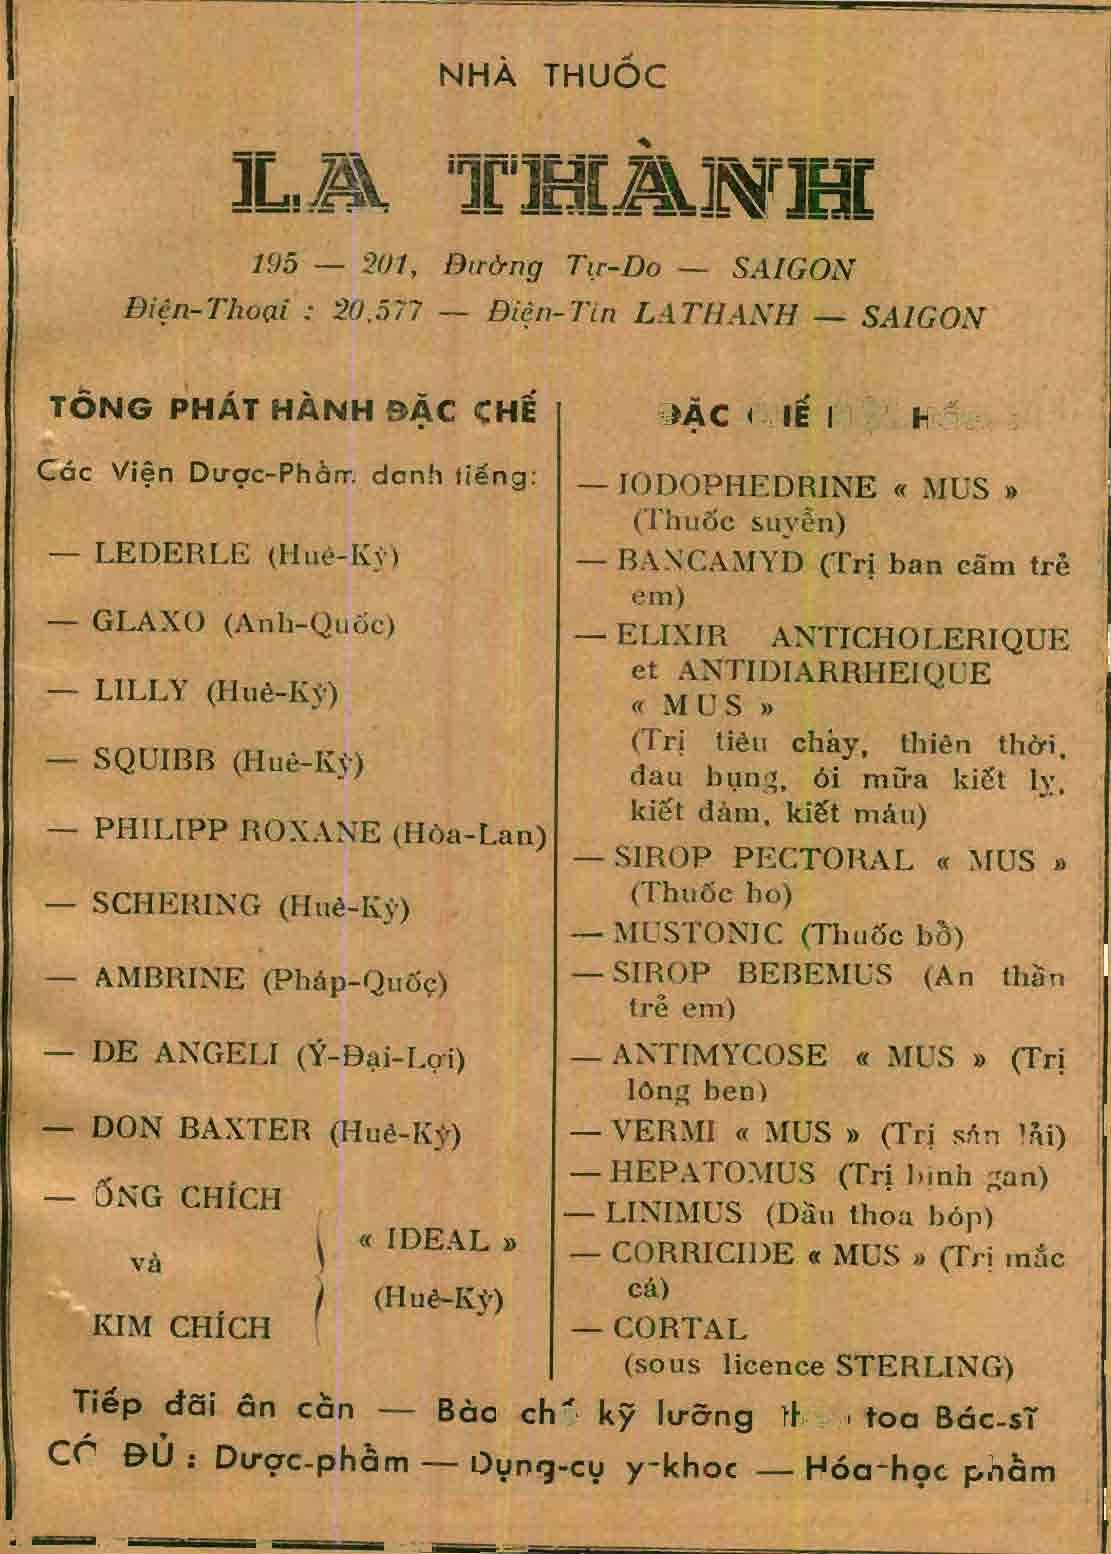 NHÀ THUỐC
LA THÀNH
195 — 201, Đường Tự-Do — SAIGON
Điện-Thoại : 20.577 — Điện-Tín LATHANH — SAIGON
TỔNG PHÁT HÀNH ĐẶC CHẾ
Các Viện Dược-Phẩm danh tiếng:
— LEDERLE (Huê-Kỳ)
— GLAXO (Anh-Quốc)
— LILLY (Huê-Kỳ)
— SQUIBB (Huê-Kỳ)
— PHILIPP ROXANE (Hòa-Lan)
— SCHERING (Huê-Kỳ)
— AMBRINE (Pháp-Quốc)
— DE ANGELI (Ý-Đại-Lợi)
— DON BAXTER (Huê-Kỳ)
— ỐNG CHÍCH
và
KIM CHÍCH
« IDEAL »
(Huê-Kỳ)
ĐẶC CHẾ
— IODOPHEDRINE « MUS »
(Thuốc suyễn)
— BANCAMYD (Trị ban cãm trẻ
em)
— ELIXIR ANTICHOLERIQUE
et ANTIDIARRHEIQUE
« MUS »
(Trị tiêu chảy, thiên thời,
đau bụng, ói mữa kiết lỵ,
kiết đàm, kiết máu)
— SIROP PECTORAL « MUS »
(Thuốc ho)
— MUSTONIC (Thuốc bổ)
— SIROP BEBEMUS (An thần
trẻ em)
— ANTIMYCOSE « MUS » (Trị
lông ben)
— VERMI « MUS » (Trị sán lãi)
— HEPATOMUS (Trị bịnh gan)
— LINIMUS (Dầu thoa bóp)
— CORRICIDE « MUS » (Trị mắc
cá)
— CORTAL
(sous licence STERLING)
Tiếp đãi ân cần — Bào chế kỹ lưỡng theo toa Bác-sĩ
CÓ ĐỦ : Dược-phẩm — Dụng-cụ y-khoa — Hóa-học phẩm